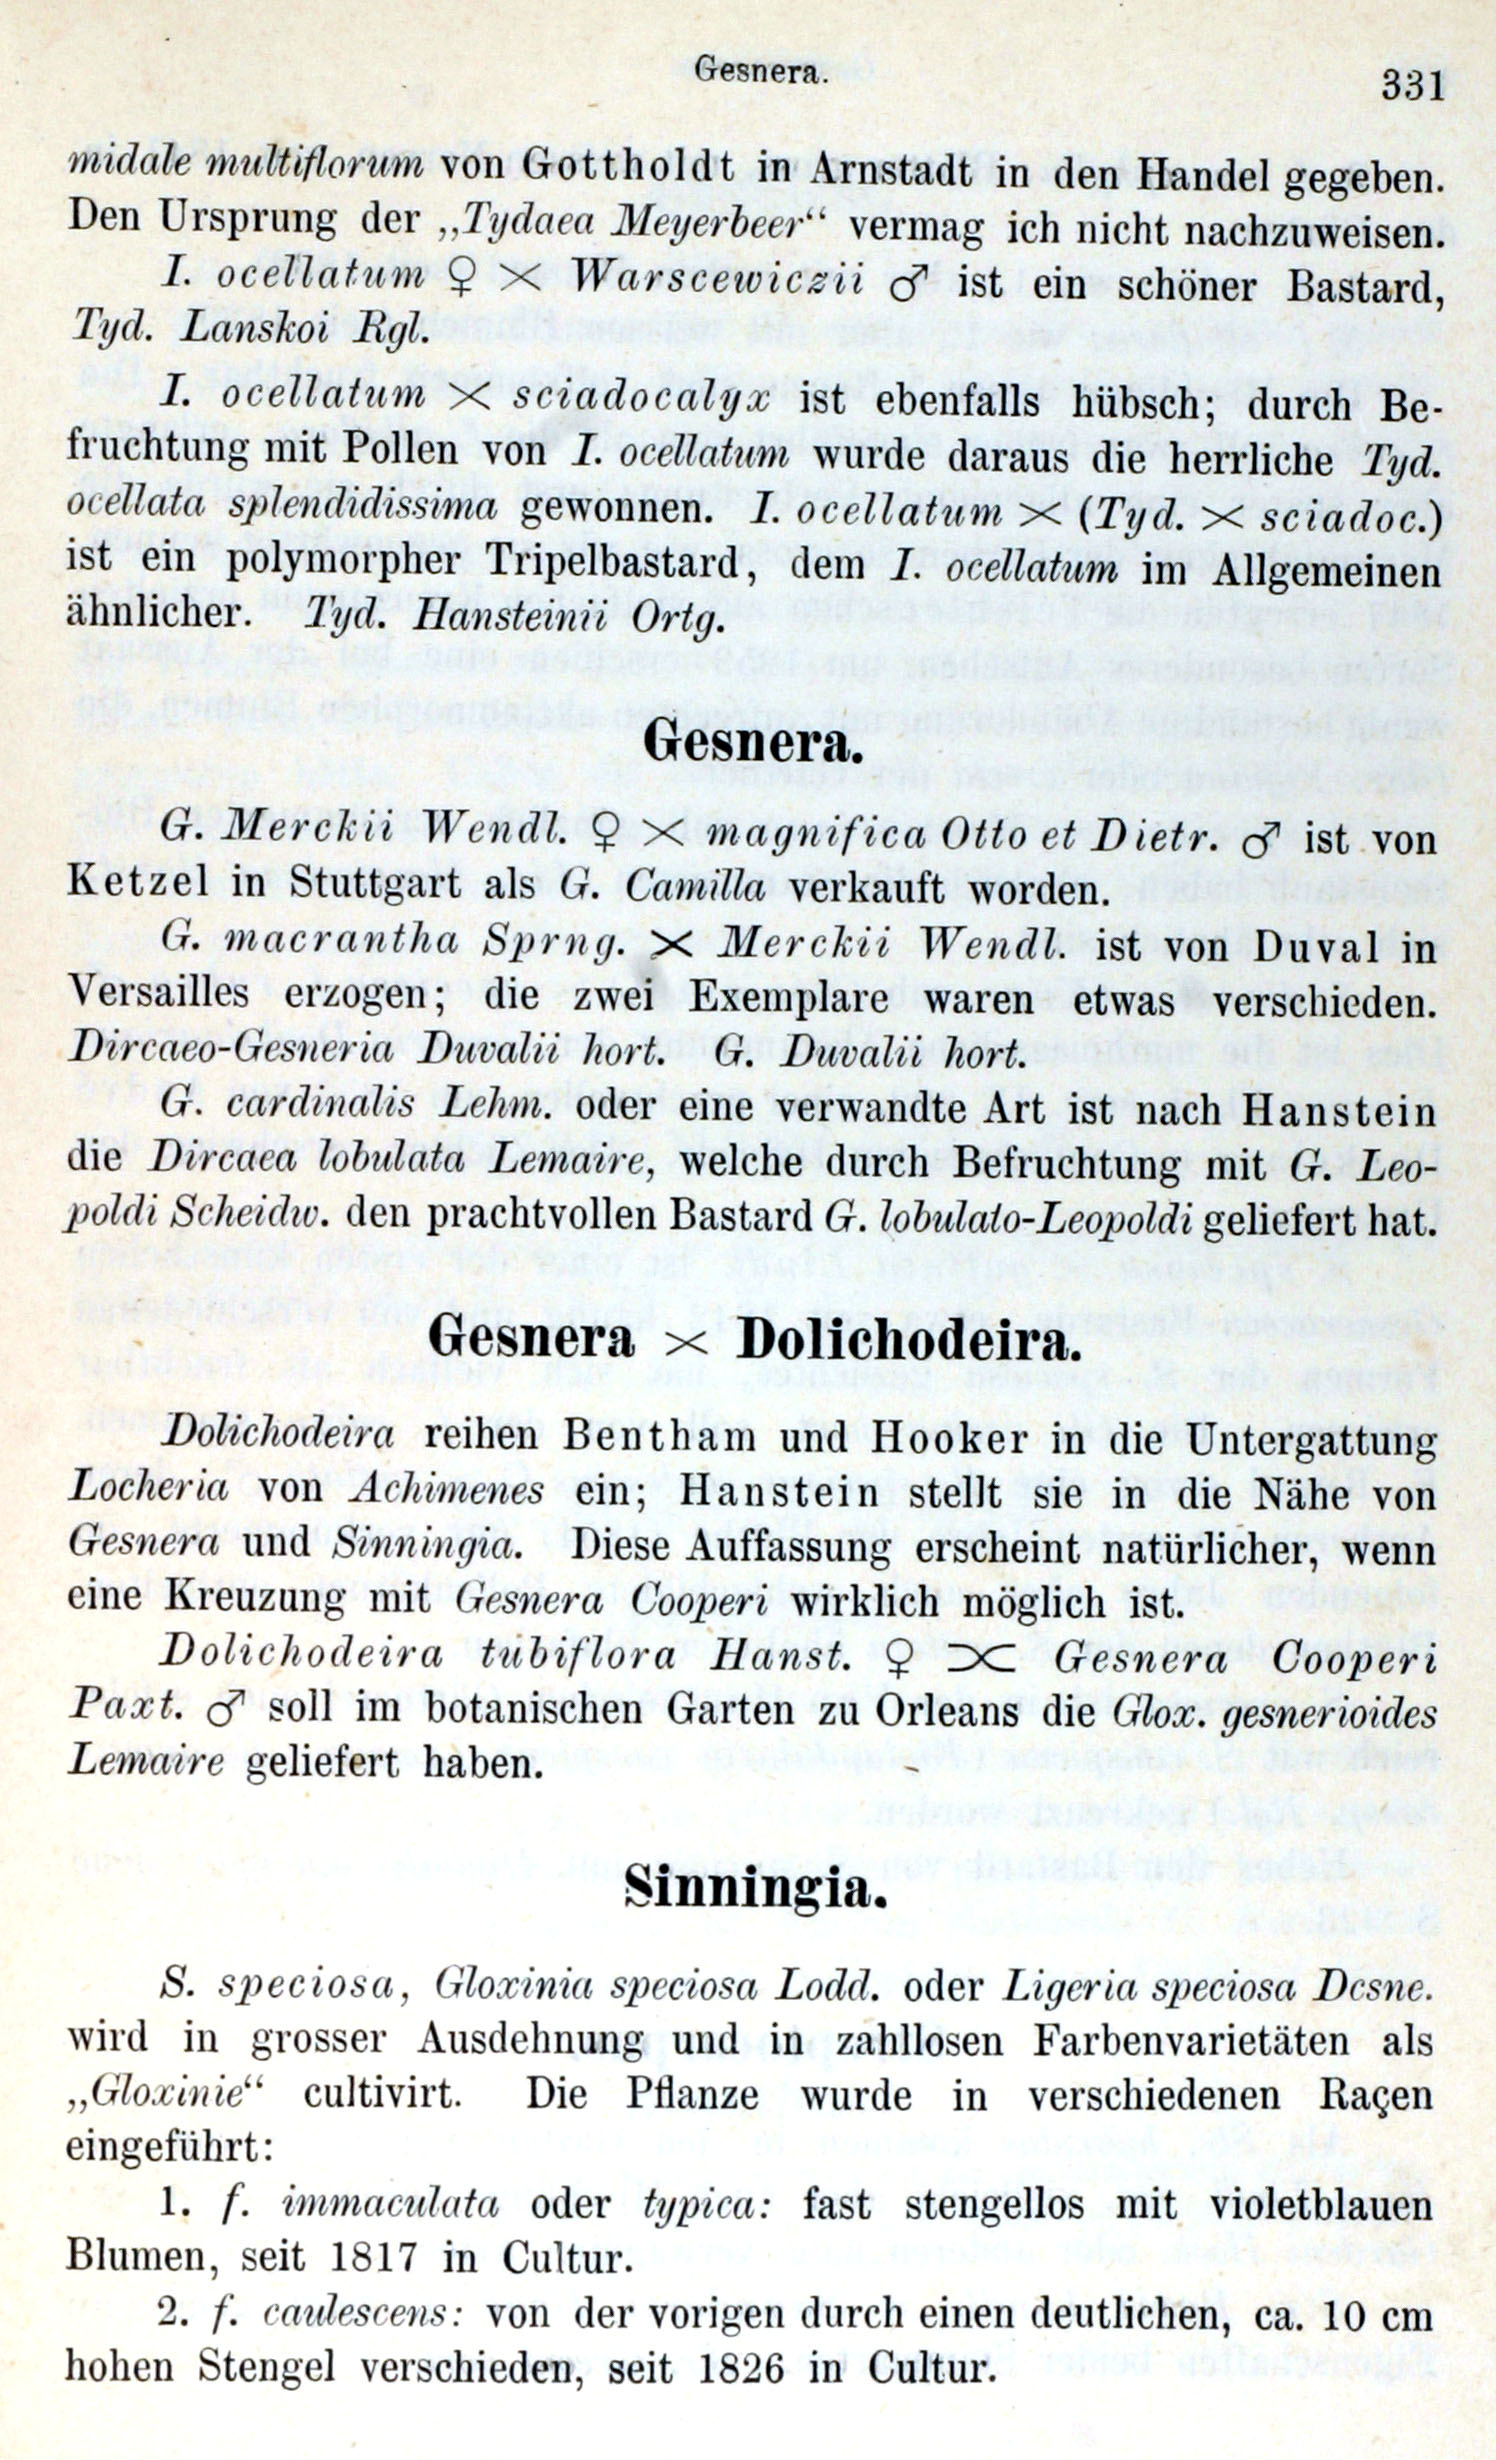 Gesnera.
331
midale multiflorum von Gottholdt in Arnstadt in den Handel gegeben.
Den Ursprung der „Tydaea Meyerbeer“ vermag ich nicht nachzuweisen.
I. ocellatum ♀ × Warscewiczii ♂ ist ein schöner Bastard,
Tyd. Lanskoi Rgl.
I. ocellatum × sciadocalyx ist ebenfalls hübsch; durch Be-
fruchtung mit Pollen von I. ocellatum wurde daraus die herrliche Tyd.
ocellata splendidissima gewonnen. I. ocellatum × (Tyd. × sciadoc.)
ist ein polymorpher Tripelbastard, dem I. ocellatum im Allgemeinen
ähnlicher. Tyd. Hansteinii Ortg.
Gesnera.
G. Merckii Wendl. ♀ × magnifica Otto et Dietr. ♂ ist von
Ketzel in Stuttgart als G. Camilla verkauft worden.
G. macrantha Sprng. × Merckii Wendl. ist von Duval in
Versailles erzogen; die zwei Exemplare waren etwas verschieden.
Dircaeo-Gesneria Duvalii hort. G. Duvalii hort.
G. cardinalis Lehm. oder eine verwandte Art ist nach Hanstein
die Dircaea lobulata Lemaire, welche durch Befruchtung mit G. Leo-
poldi Scheidw. den prachtvollen Bastard G. lobulato-Leopoldi geliefert hat.
Gesnera × Dolichodeira.
Dolichodeira reihen Bentham und Hooker in die Untergattung
Locheria von Achimenes ein; Hanstein stellt sie in die Nähe von
Gesnera und Sinningia. Diese Auffassung erscheint natürlicher, wenn
eine Kreuzung mit Gesnera Cooperi wirklich möglich ist.
Dolichodeira tubiflora Hanst. ♀ × Gesnera Cooperi
Paxt. ♂ soll im botanischen Garten zu Orleans die Glox. gesnerioides
Lemaire geliefert haben.
Sinningia.
S. speciosa, Gloxinia speciosa Lodd. oder Ligeria speciosa Dcsne.
wird in grosser Ausdehnung und in zahllosen Farbenvarietäten als
„Gloxinie“ cultivirt. Die Pflanze wurde in verschiedenen Raçen
eingeführt:
1. f. immaculata oder typica: fast stengellos mit violetblauen
Blumen, seit 1817 in Cultur.
2. f. caulescens: von der vorigen durch einen deutlichen, ca. 10 cm
hohen Stengel verschieden, seit 1826 in Cultur.